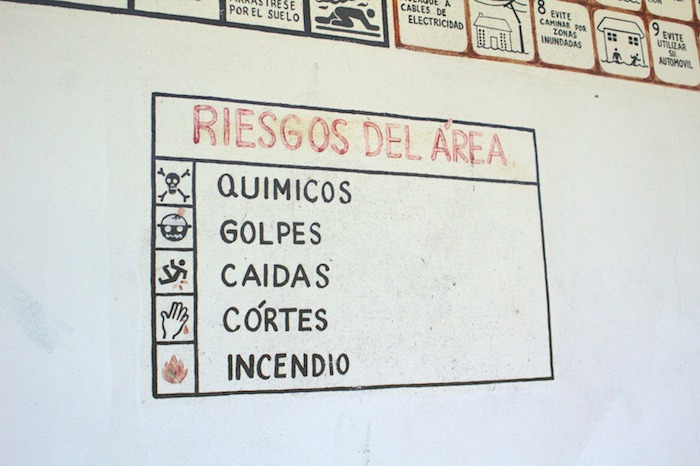 ARRÁSTRESE
POR EL SUELO
CABLES DE
ELECTRICIDAD
8 EVITE
CAMINAR POR
ZONAS
INUNDADAS
9 EVITE
UTILIZAR
SU
AUTOMOVIL
RIESGOS DEL ÁREA
QUIMICOS
GOLPES
CAIDAS
CÓRTES
INCENDIO